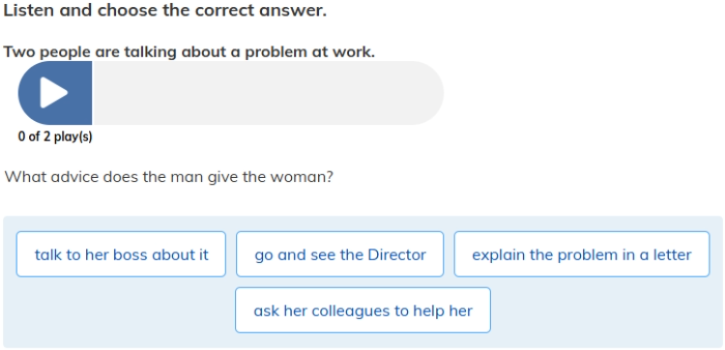 Listen and choose the correct answer.
Two people are talking about a problem at work.
0 of 2 play(s)
What advice does the man give the woman?
talk to her boss about it
go and see the Director
explain the problem in a letter
ask her colleagues to help her